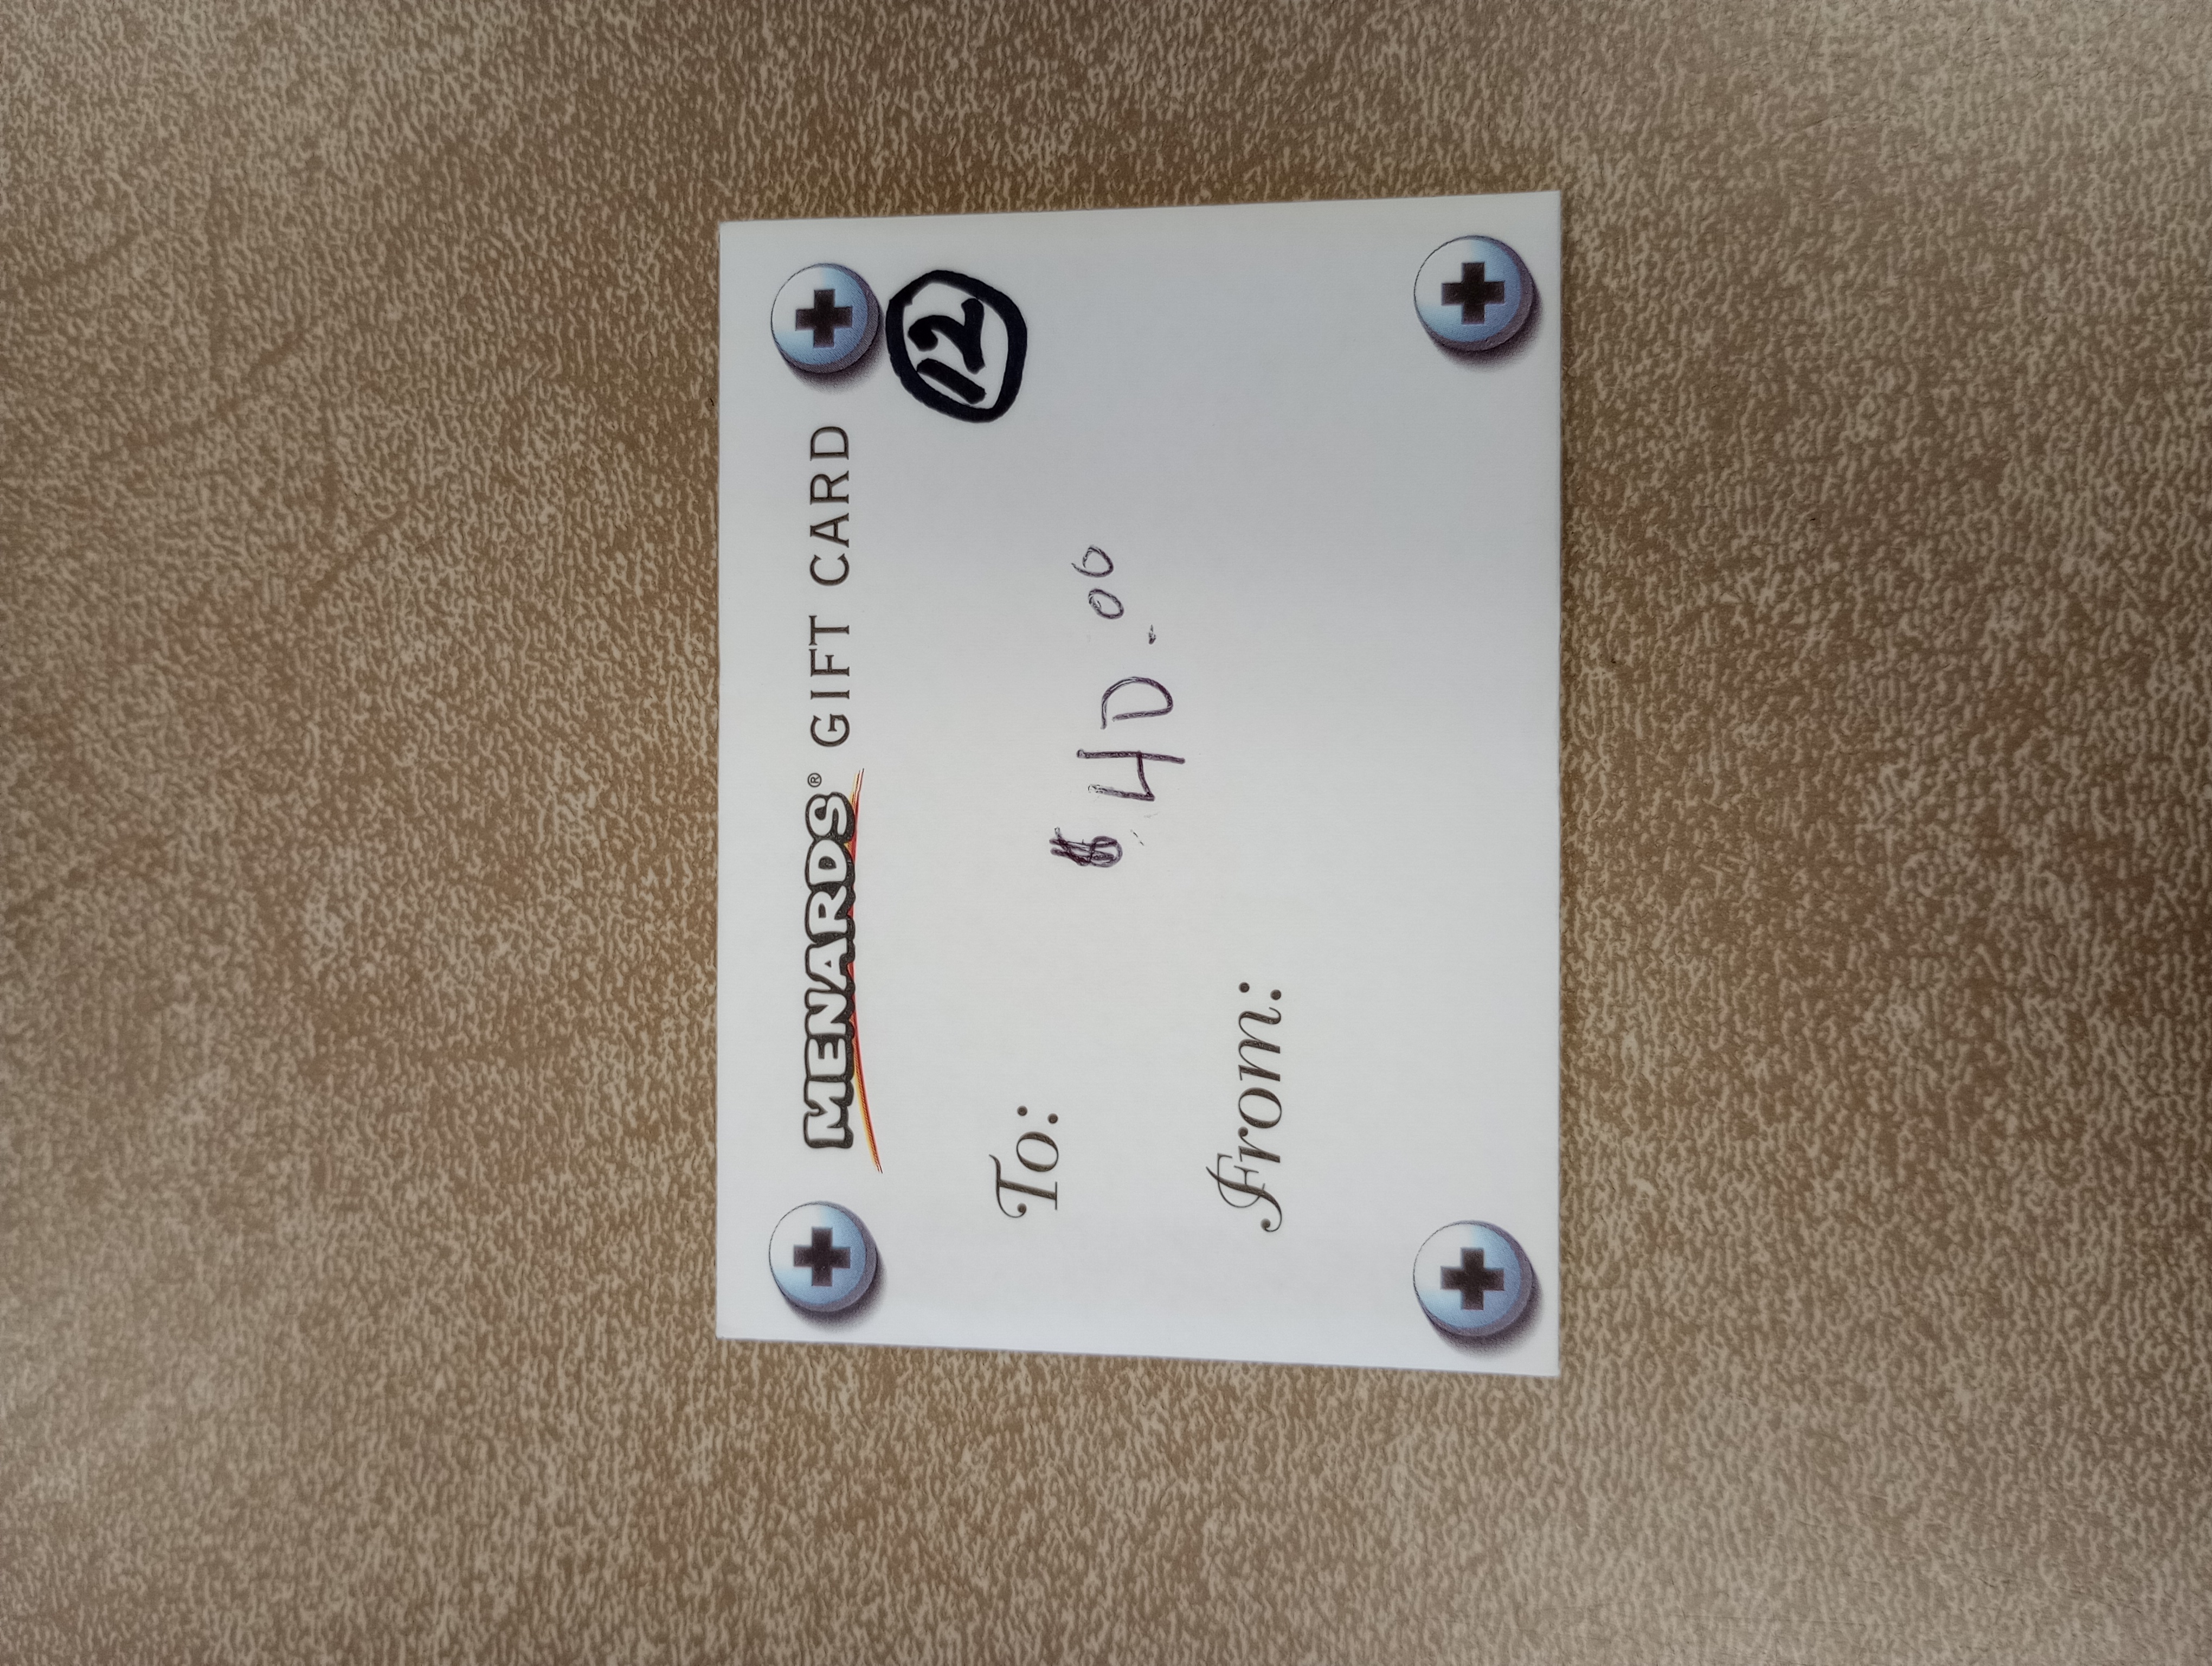 MENARDS® GIFT CARD
12
To:
$40.00
From: